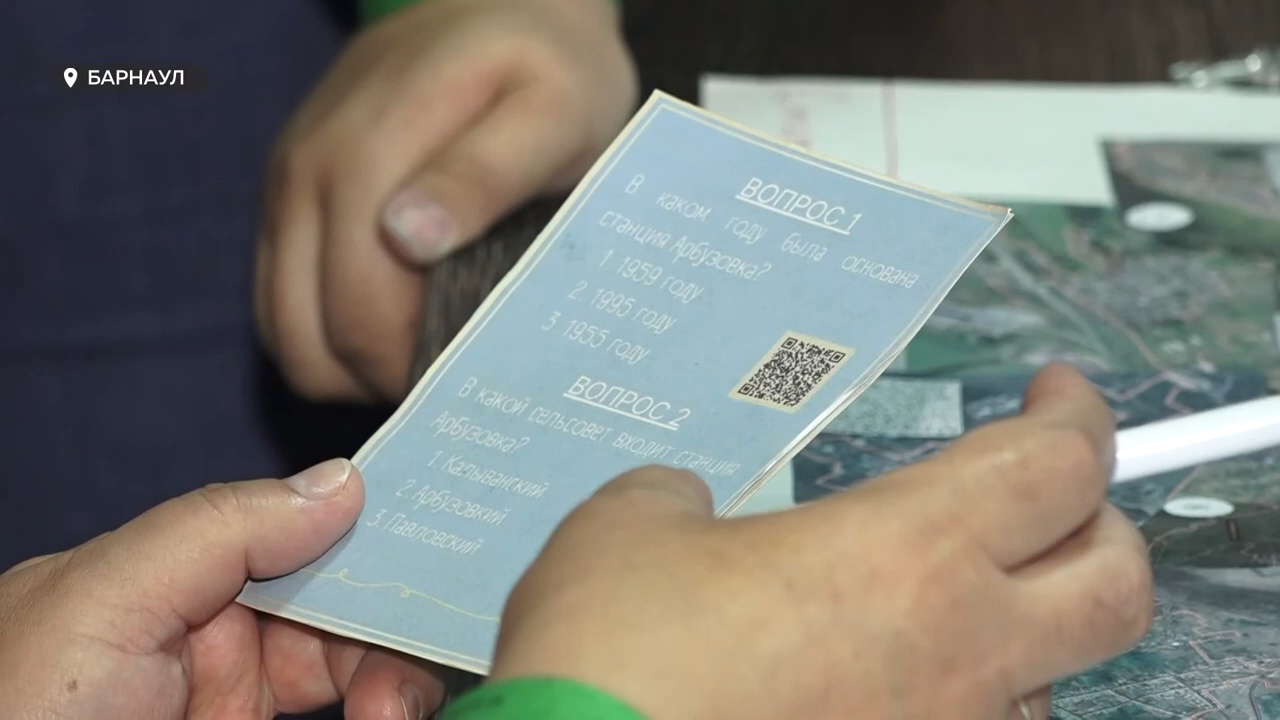 БАРНАУЛ
ВОПРОС 1
В каком году была основана
станция Арбузовка?
1. 1959 году
2. 1995 году
3. 1955 году
ВОПРОС 2
В какой сельсовет входит станция
Арбузовка?
1. Калыванский
2. Арбузовкий
3. Павловский